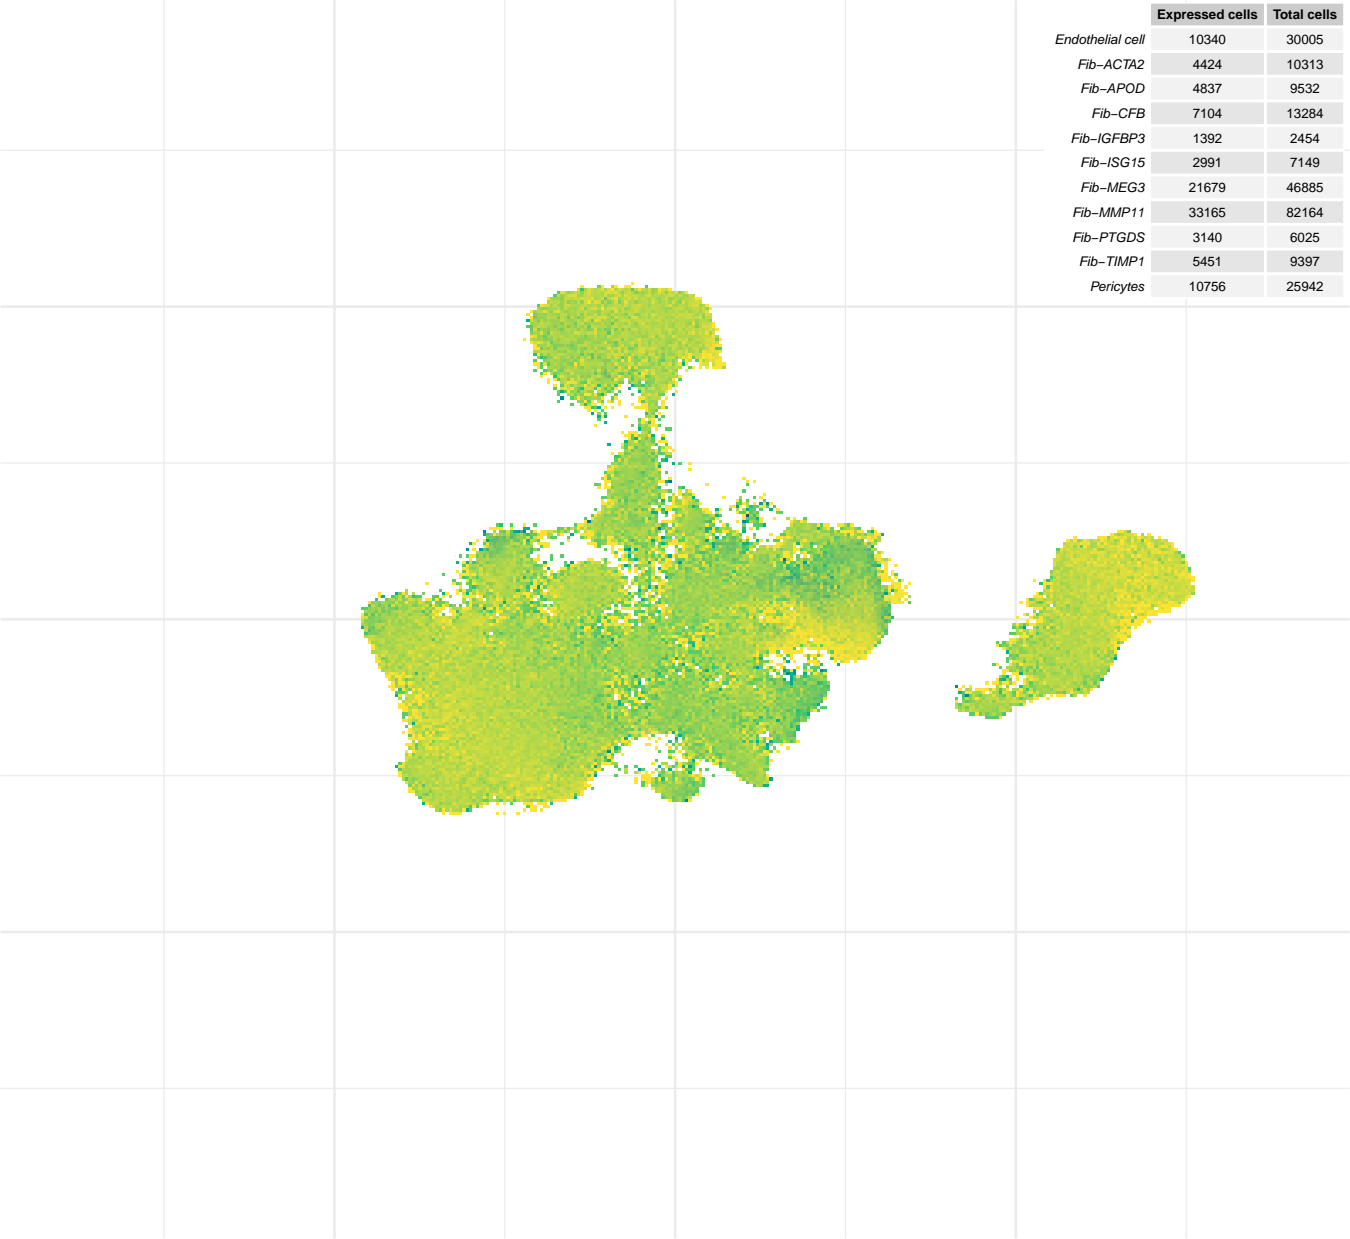 Expressed cells Total cells
Endothelial cell 10340 30005
Fib−ACTA2 4424 10313
Fib−APOD 4837 9532
Fib−CFB 7104 13284
Fib−IGFBP3 1392 2454
Fib−ISG15 2991 7149
Fib−MEG3 21679 46885
Fib−MMP11 33165 82164
Fib−PTGDS 3140 6025
Fib−TIMP1 5451 9397
Pericytes 10756 25942